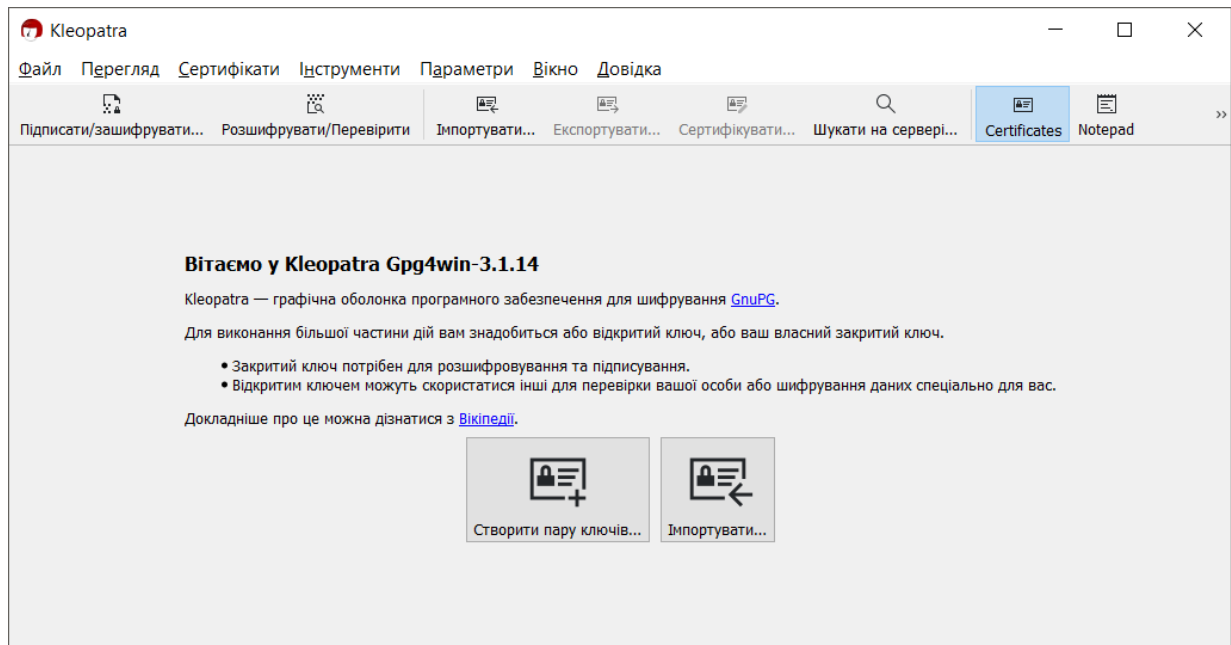 Kleopatra
Файл Перегляд Сертифікати Інструменти Параметри Вікно Довідка
Підписати/зашифрувати... Розшифрувати/Перевірити Імпортувати... Експортувати... Сертифікувати... Шукати на сервері... Certificates Notepad »
Вітаємо у Kleopatra Gpg4win-3.1.14
Kleopatra — графічна оболонка програмного забезпечення для шифрування GnuPG.
Для виконання більшої частини дій вам знадобиться або відкритий ключ, або ваш власний закритий ключ.
• Закритий ключ потрібен для розшифровування та підписування.
• Відкритим ключем можуть скористатися інші для перевірки вашої особи або шифрування даних спеціально для вас.
Докладніше про це можна дізнатися з Вікіпедії.
Створити пару ключів... Імпортувати...